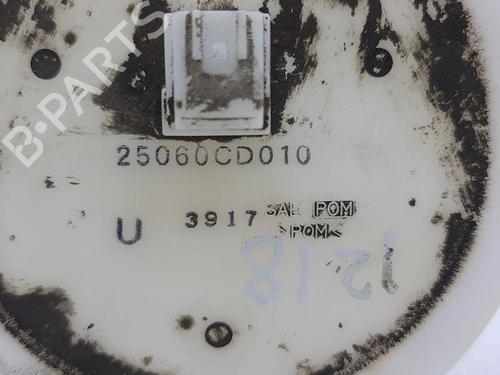 B-PARTS
25060CD010
U 3917 SAE POM
>POM<
1218